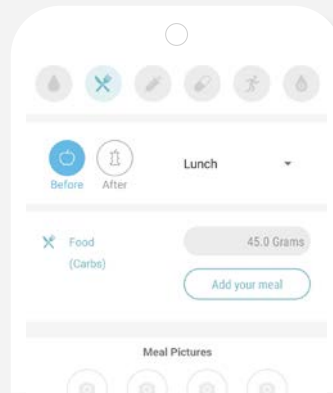 Lunch
Before After
Food
(Carbs)
45.0 Grams
Add your meal
Meal Pictures